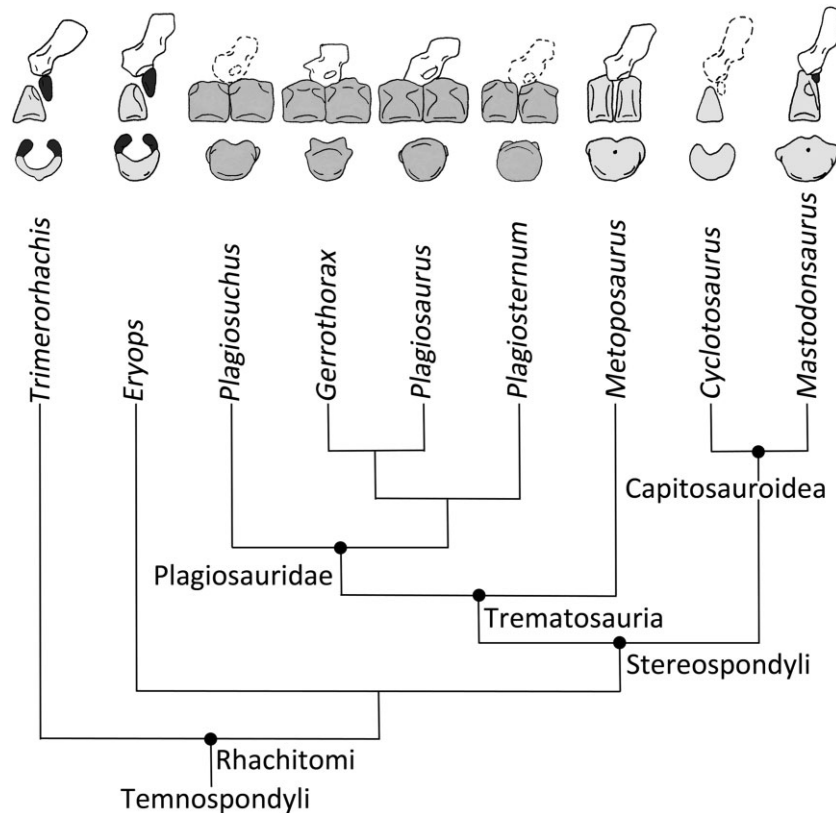 Trimerorhachis
Eryops
Plagiosuchus
Gerrothorax
Plagiosaurus
Plagiosternum
Metoposaurus
Cyclotosaurus
Mastodonsaurus
Capitosauroidea
Plagiosauridae
Trematosauria
Stereospondyli
Rhachitomi
Temnospondyli